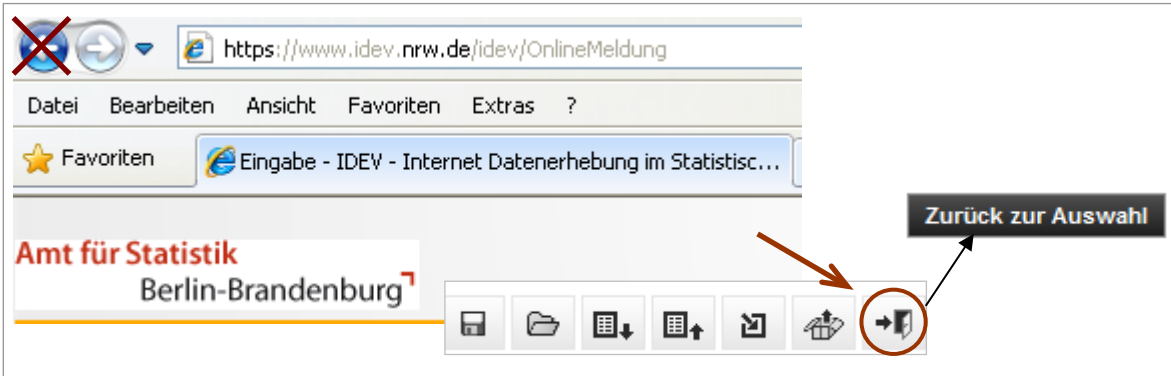 https://www.idev.nrw.de/idev/OnlineMeldung
Datei Bearbeiten Ansicht Favoriten Extras ?
Favoriten
Eingabe - IDEV - Internet Datenerhebung im Statistisc...
Zurück zur Auswahl
Amt für Statistik
Berlin-Brandenburg